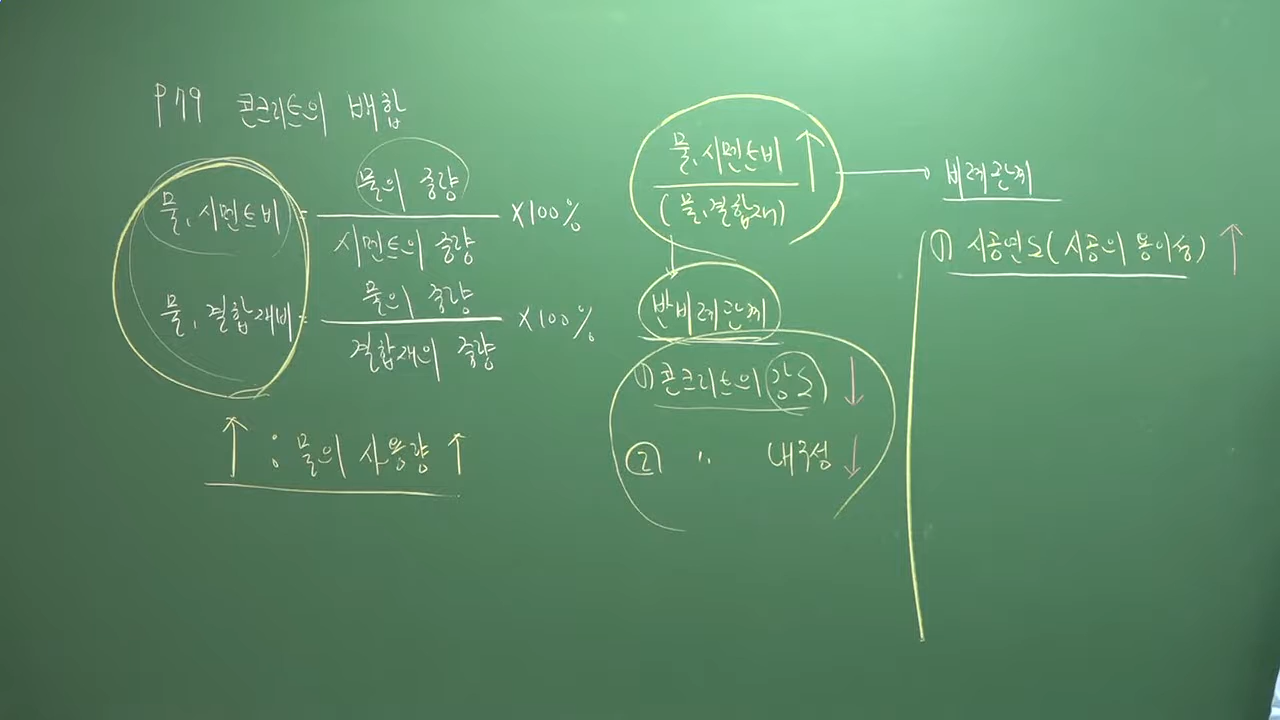 P 179 콘크리트의 배합
물, 시멘트비 = 물의 중량 / 시멘트의 중량 ×100%
물, 결합재비 = 물의 중량 / 결합재의 중량 ×100%
↑ : 물의 사용량 ↑
물, 시멘트비 ↑
(물, 결합재)
반비례관계
1) 콘크리트의 강도 ↓
② 〃 내구성 ↓
비례관계
① 시공연도(시공의 용이성) ↑